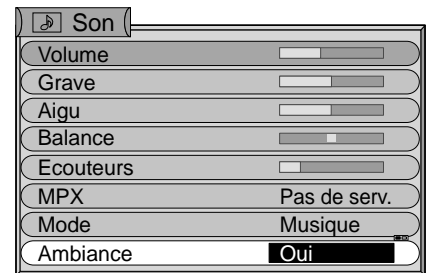 Son
Volume
Grave
Aigu
Balance
Ecouteurs
MPX Pas de serv.
Mode Musique
Ambiance Oui